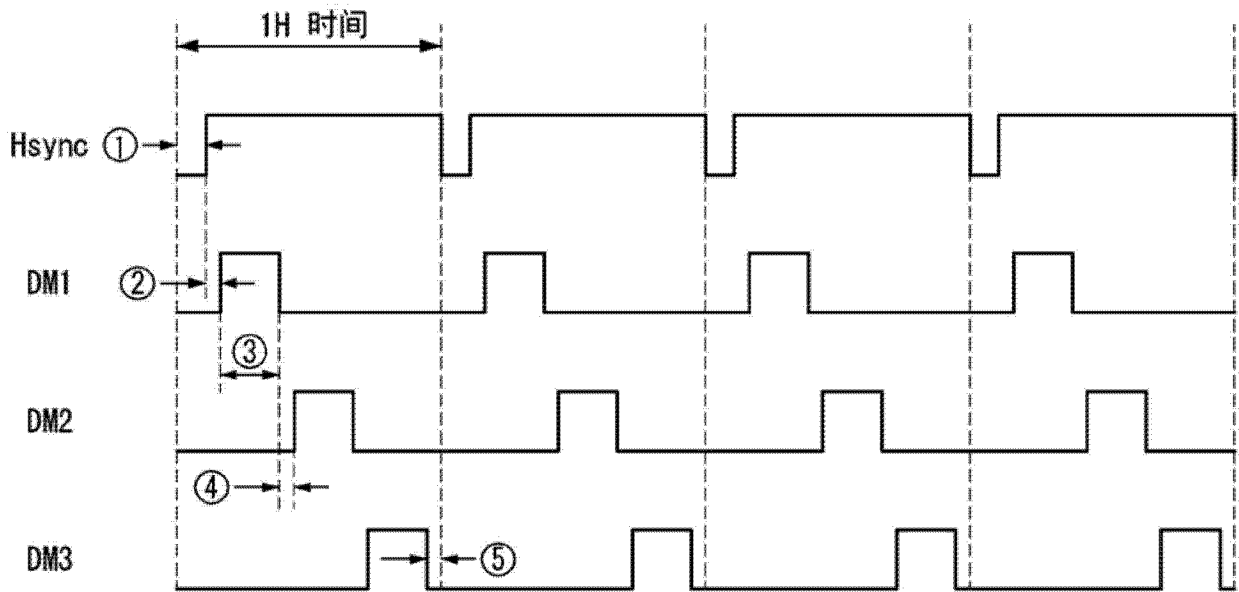 1H 时间
Hsync ①
DM1 ②
③
DM2
④
DM3 ⑤